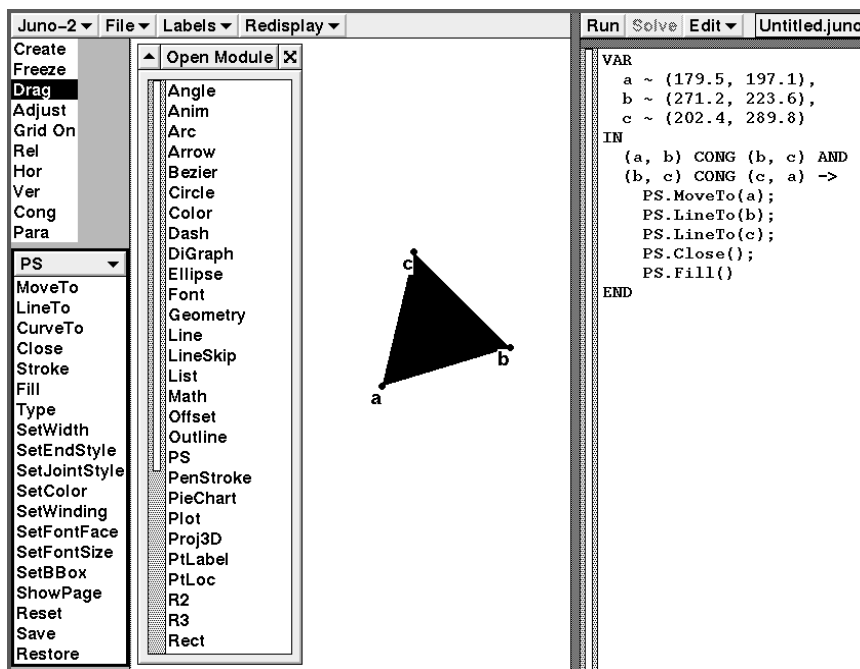 Juno-2 File Labels Redisplay
Create
Freeze
Drag
Adjust
Grid On
Rel
Hor
Ver
Cong
Para
PS
MoveTo
LineTo
CurveTo
Close
Stroke
Fill
Type
SetWidth
SetEndStyle
SetJointStyle
SetColor
SetWinding
SetFontFace
SetFontSize
SetBBox
ShowPage
Reset
Save
Restore
Open Module
Angle
Anim
Arc
Arrow
Bezier
Circle
Color
Dash
DiGraph
Ellipse
Font
Geometry
Line
LineSkip
List
Math
Offset
Outline
PS
PenStroke
PieChart
Plot
Proj3D
PtLabel
PtLoc
R2
R3
Rect
c
b
a
Run Solve Edit Untitled.juno
VAR
a ~ (179.5, 197.1),
b ~ (271.2, 223.6),
c ~ (202.4, 289.8)
IN
(a, b) CONG (b, c) AND
(b, c) CONG (c, a) ->
PS.MoveTo(a);
PS.LineTo(b);
PS.LineTo(c);
PS.Close();
PS.Fill()
END